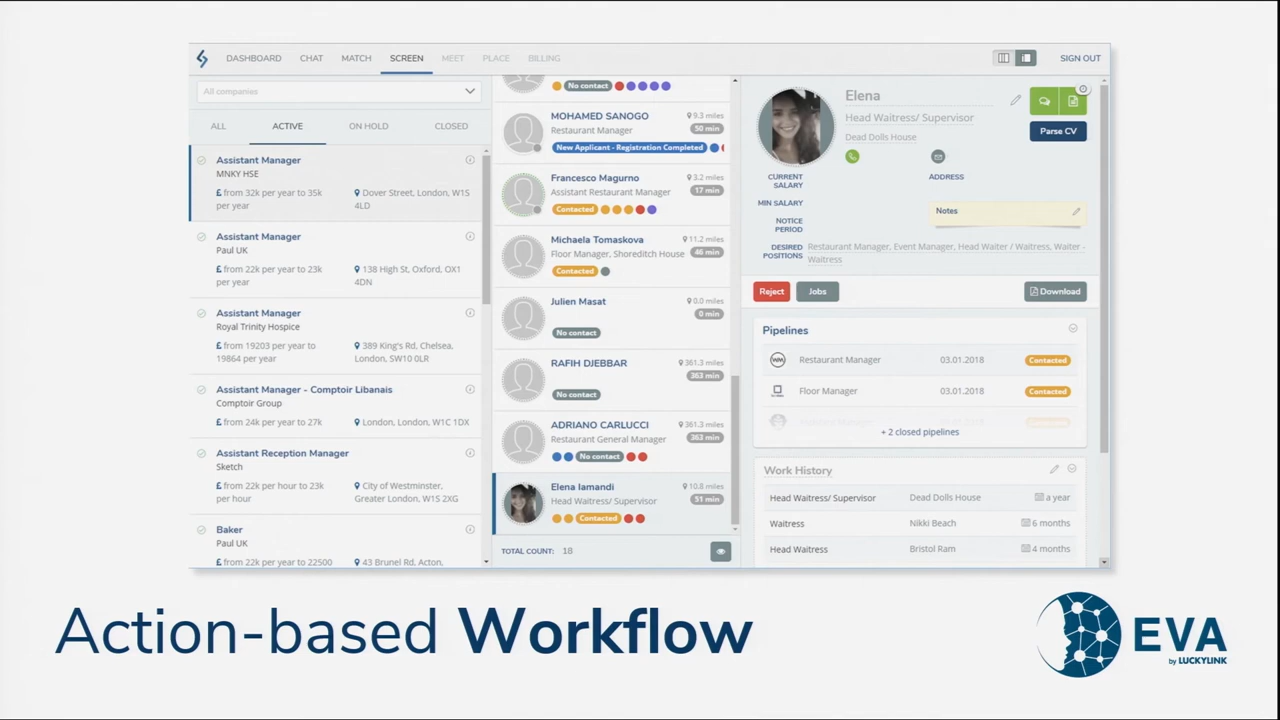 DASHBOARD CHAT MATCH SCREEN MEET PLACE BILLING SIGN OUT
All companies
ALL ACTIVE ON HOLD CLOSED
Assistant Manager
MNKY HSE
£ from 32k per year to 35k per year
Dover Street, London, W1S 4LD
Assistant Manager
Paul UK
£ from 22k per year to 23k per year
138 High St, Oxford, OX1 4DN
Assistant Manager
Royal Trinity Hospice
£ from 19203 per year to 19864 per year
389 King's Rd, Chelsea, London, SW10 0LR
Assistant Manager - Comptoir Libanais
Comptoir Group
£ from 24k per year to 27k
London, London, W1C 1DX
Assistant Reception Manager
Sketch
£ from 22k per hour to 23k per hour
City of Westminster, Greater London, W1S 2XG
Baker
Paul UK
£ from 22k per year to 22500
43 Brunel Rd, Acton,
No contact
MOHAMED SANOGO 9.3 miles
Restaurant Manager 50 min
New Applicant - Registration Completed
Francesco Magurno 3.2 miles
Assistant Restaurant Manager 17 min
Contacted
Michaela Tomaskova 11.2 miles
Floor Manager, Shoreditch House 46 min
Contacted
Julien Masat 0.0 miles
0 min
No contact
RAFIH DJEBBAR 361.3 miles
363 min
No contact
ADRIANO CARLUCCI 361.3 miles
Restaurant General Manager 363 min
No contact
Elena Iamandi 10.8 miles
Head Waitress/ Supervisor 51 min
Contacted
TOTAL COUNT: 18
Elena
Head Waitress/ Supervisor
Dead Dolls House
Parse CV
CURRENT SALARY
ADDRESS
MIN SALARY
Notes
NOTICE PERIOD
DESIRED POSITIONS
Restaurant Manager, Event Manager, Head Waiter / Waitress, Waiter - Waitress
Reject Jobs Download
Pipelines
Restaurant Manager 03.01.2018 Contacted
Floor Manager 03.01.2018 Contacted
+ 2 closed pipelines
Work History
Head Waitress/ Supervisor Dead Dolls House a year
Waitress Nikki Beach 6 months
Head Waitress Bristol Ram 4 months
Action-based Workflow
EVA
by LUCKYLINK